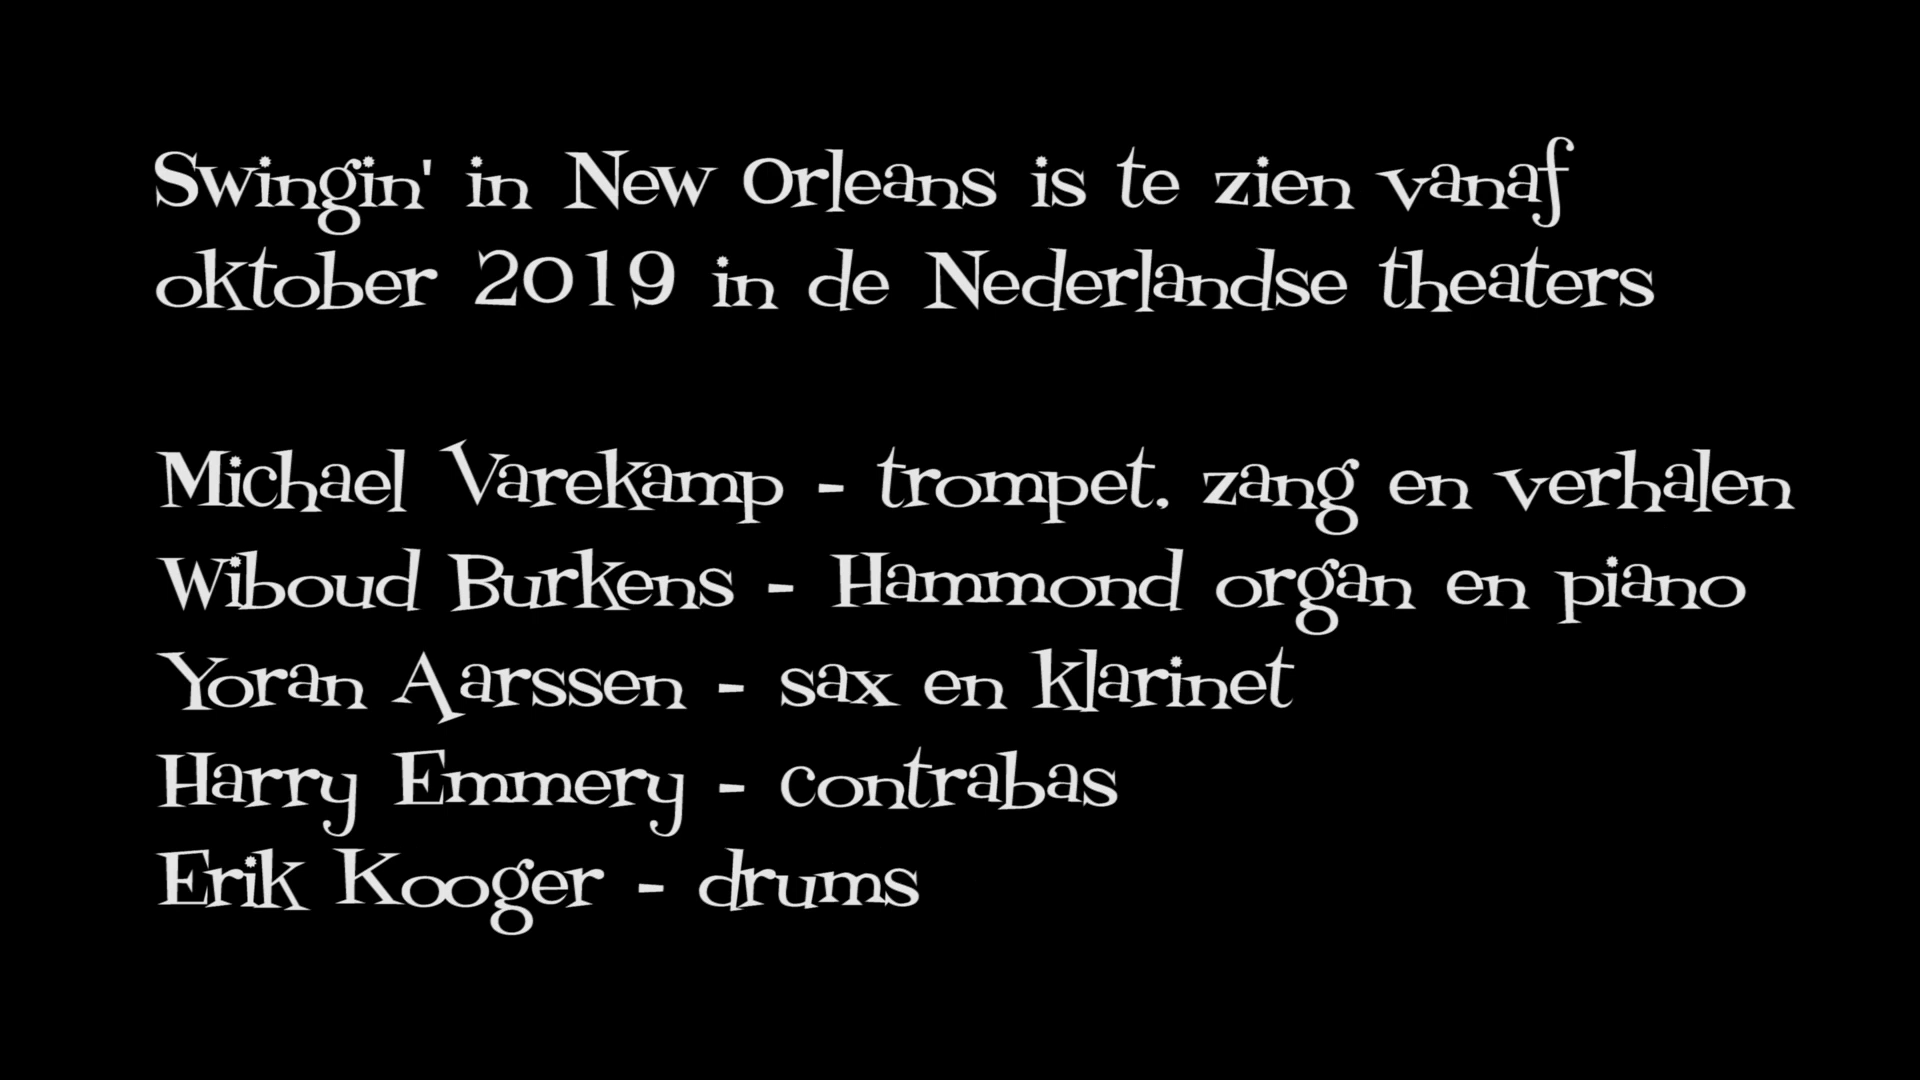 Swingin' in New Orleans is te zien vanaf
oktober 2019 in de Nederlandse theaters
Michael Varekamp - trompet, zang en verhalen
Wiboud Burkens - Hammond organ en piano
Yoran Aarssen - sax en klarinet
Harry Emmery - contrabas
Erik Kooger - drums